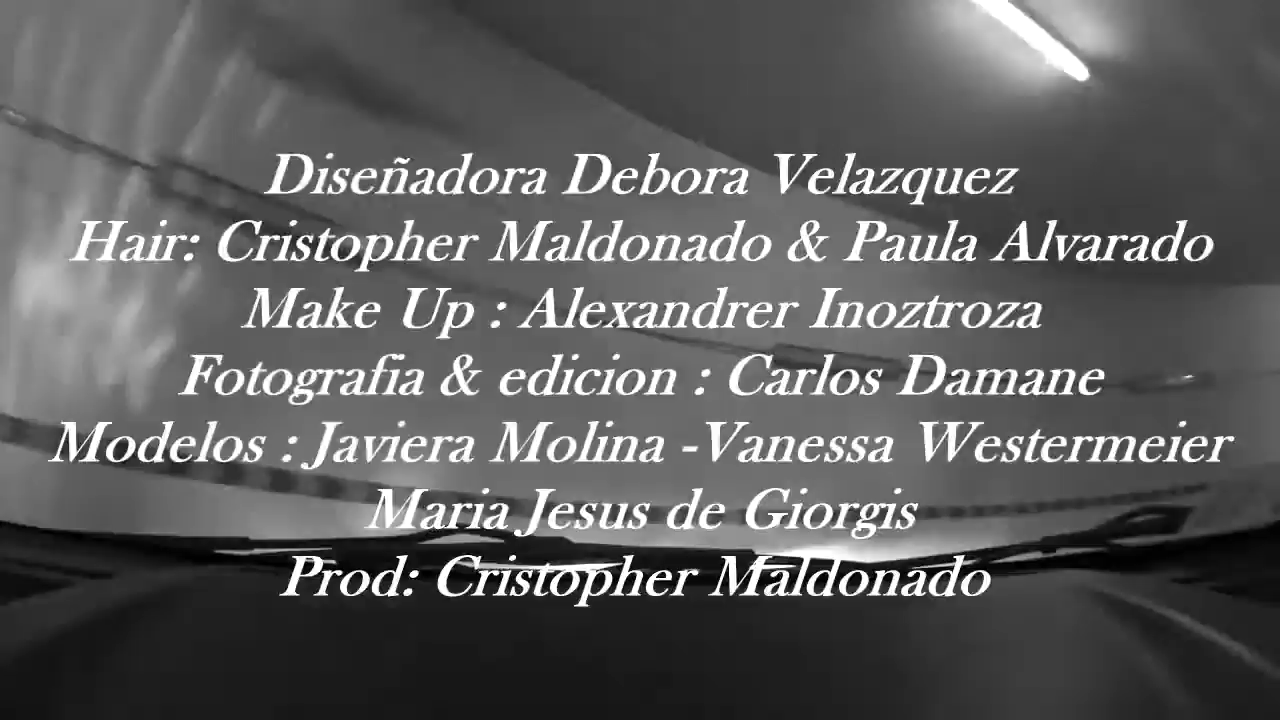 Diseñadora Debora Velazquez
Hair: Cristopher Maldonado & Paula Alvarado
Make Up : Alexandrer Inoztroza
Fotografia & edicion : Carlos Damane
Modelos : Javiera Molina -Vanessa Westermeier
Maria Jesus de Giorgis
Prod: Cristopher Maldonado